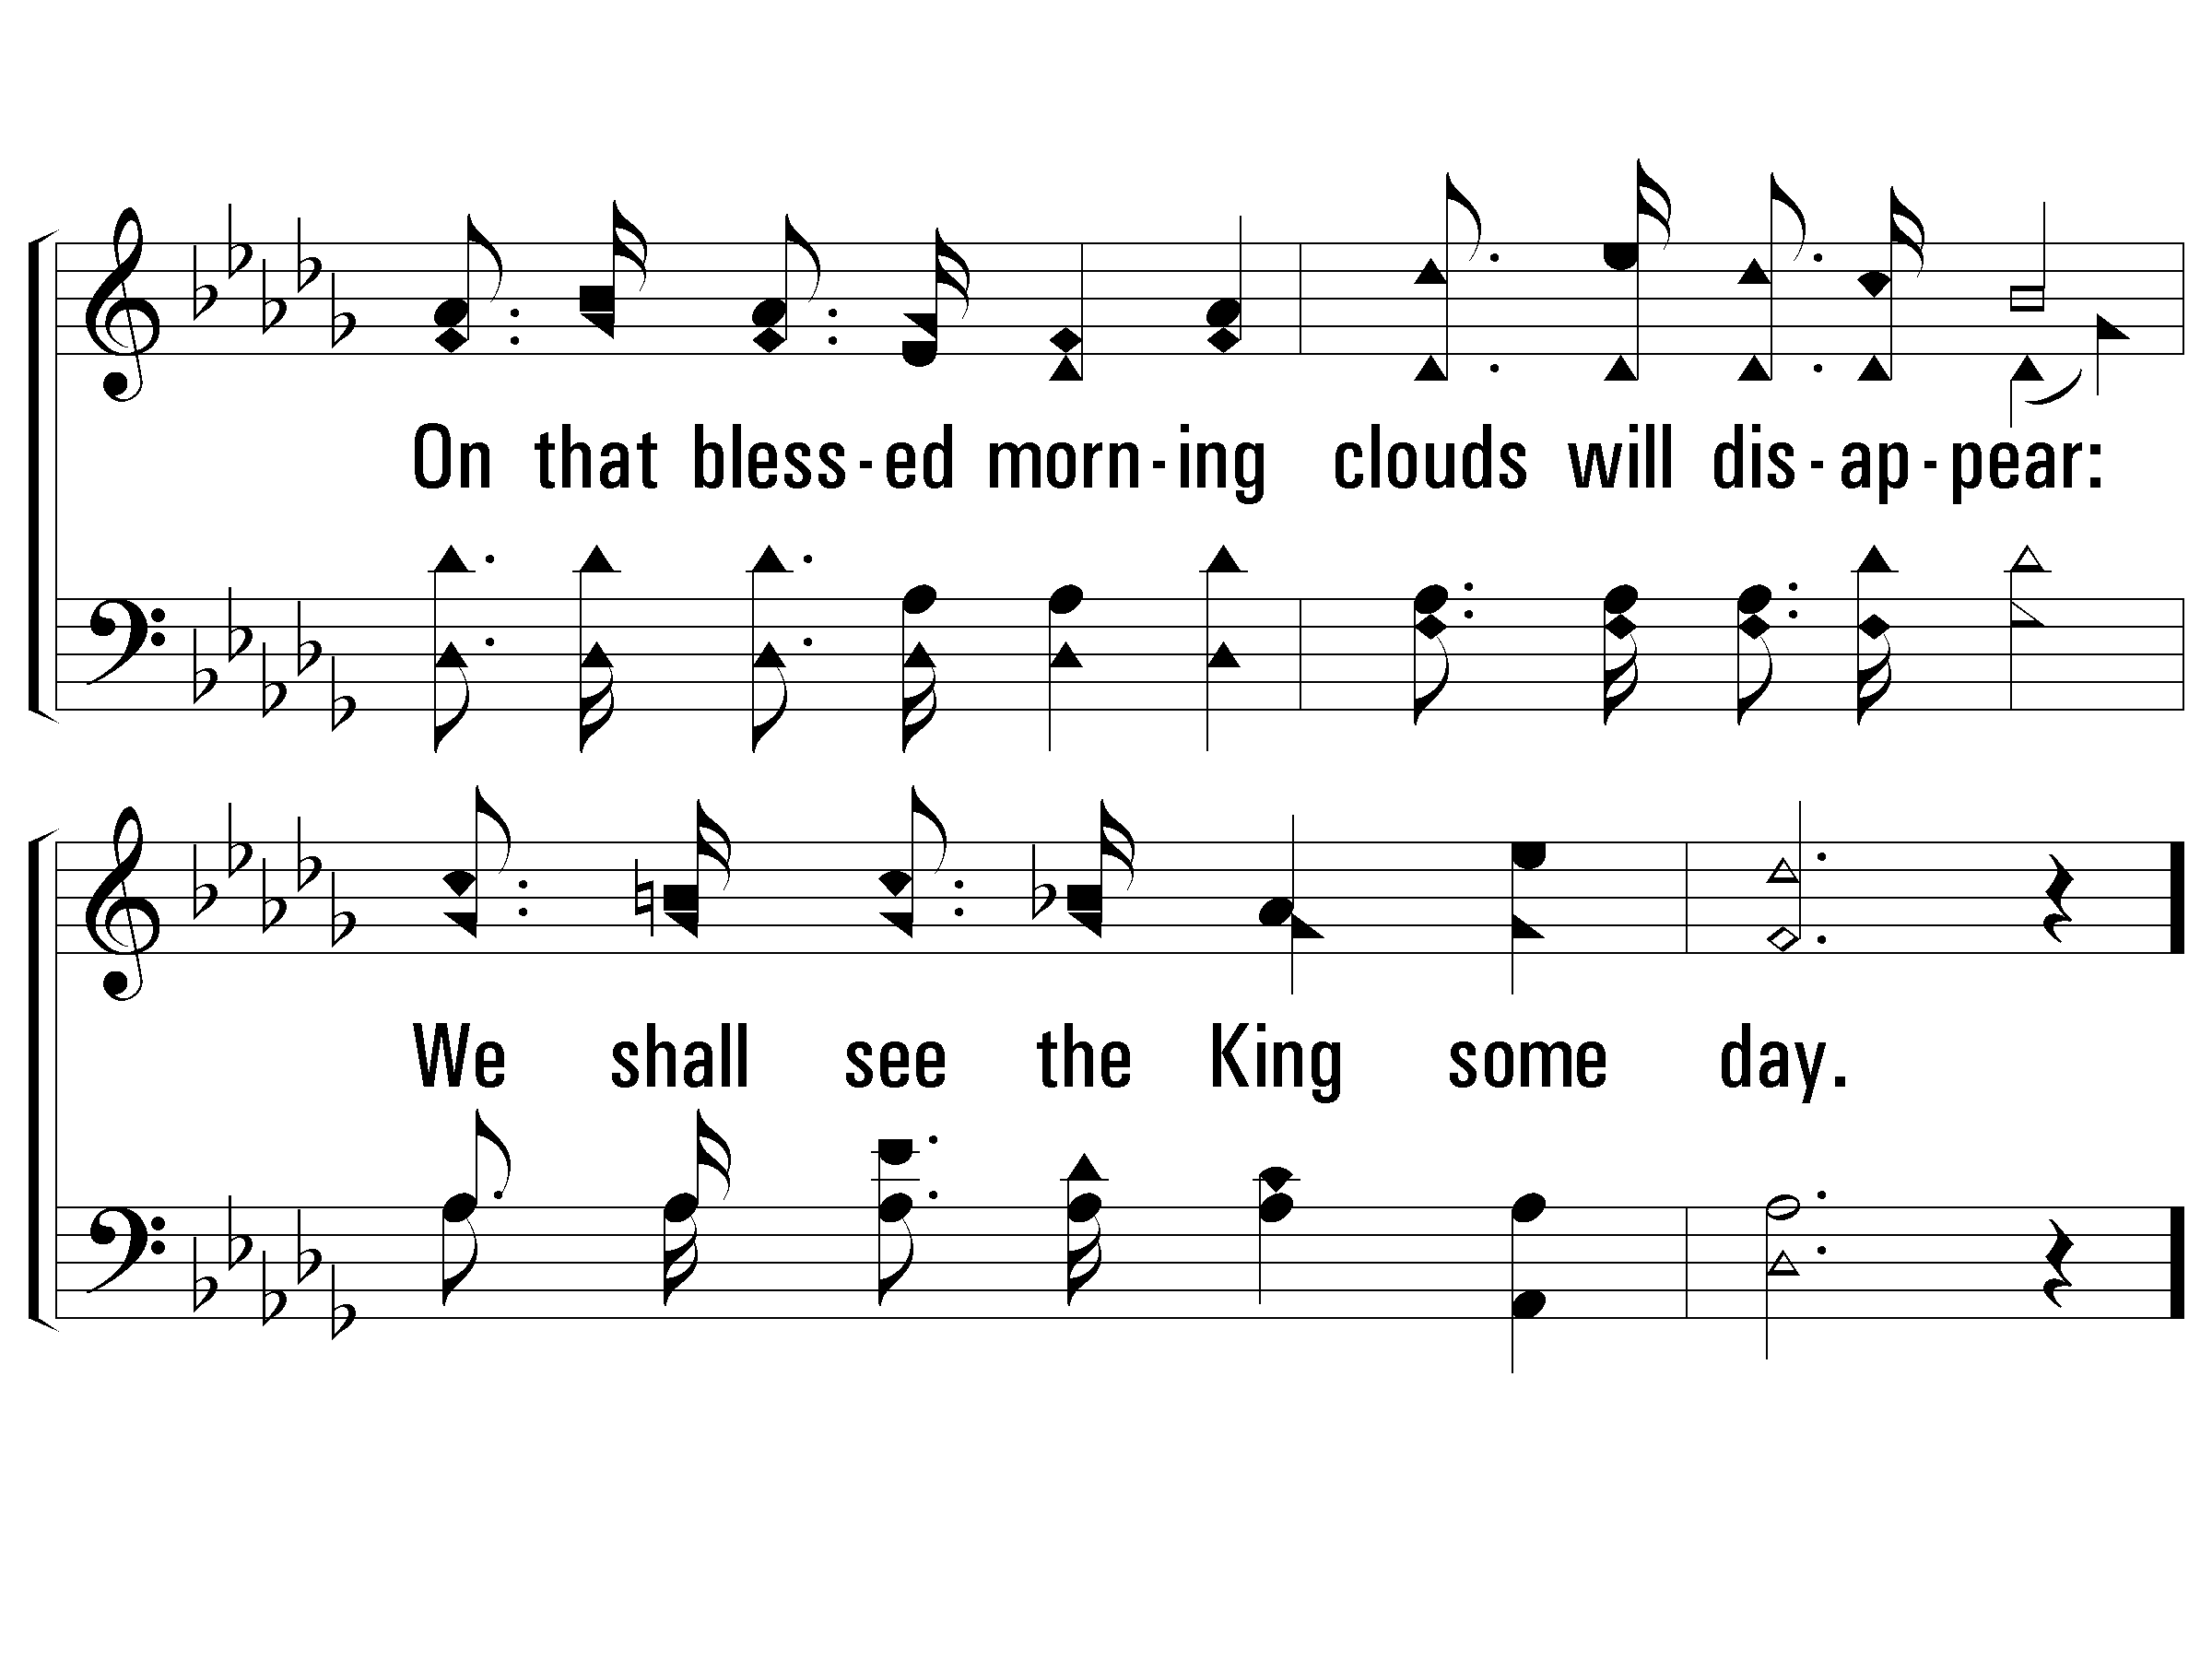 On that bless-ed morn-ing clouds will dis-ap-pear:
We shall see the King some day.